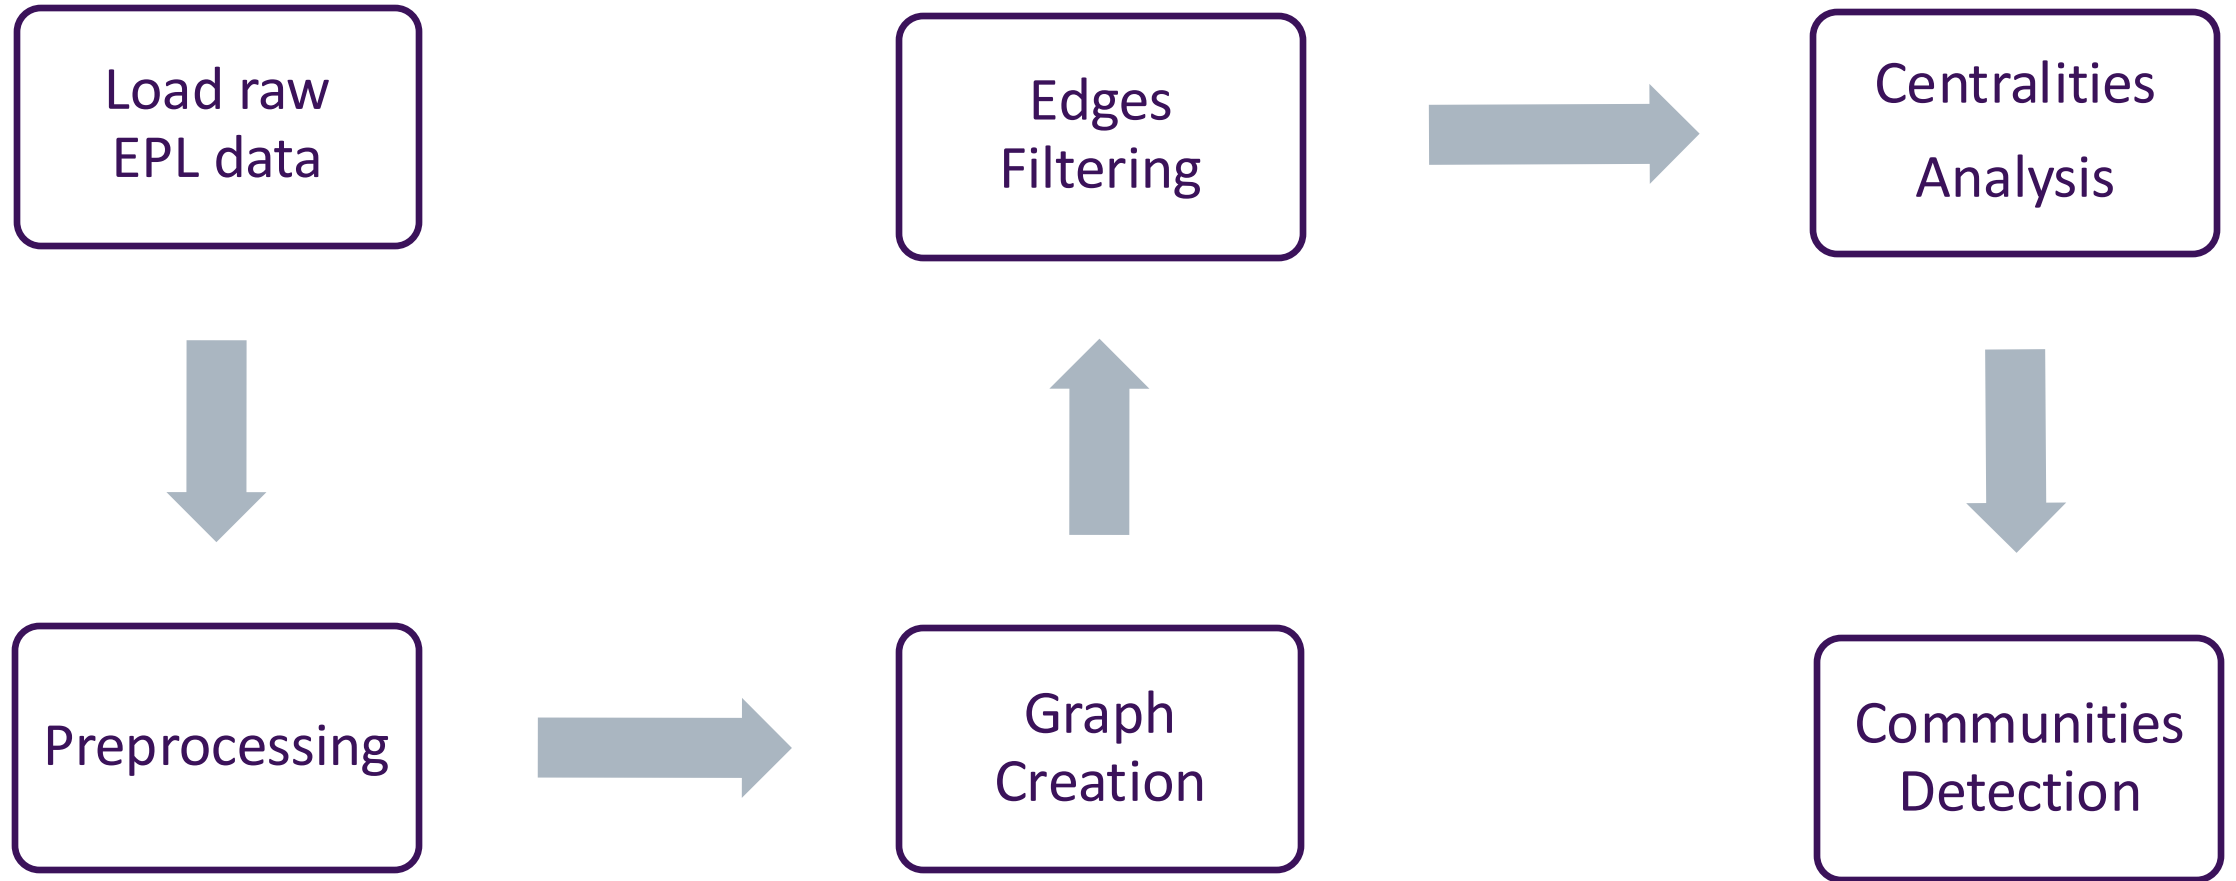 Load raw
EPL data
Preprocessing
Graph
Creation
Edges
Filtering
Centralities
Analysis
Communities
Detection